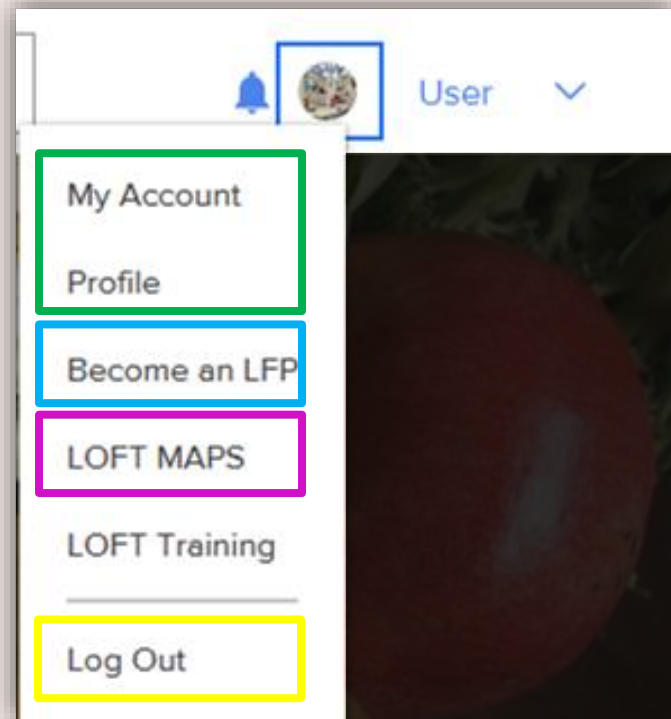 User
My Account
Profile
Become an LFP
LOFT MAPS
LOFT Training
Log Out